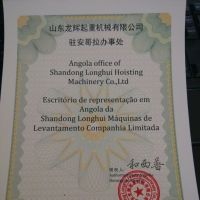 山东龙辉起重机械有限公司
驻安哥拉办事处
Angola office of
Shandong Longhui Hoisting
Machinery Co.,Ltd
Escritório de representação em
Angola da
Shandong Longhui Máquinas de
Levantamento Companhia Limitada